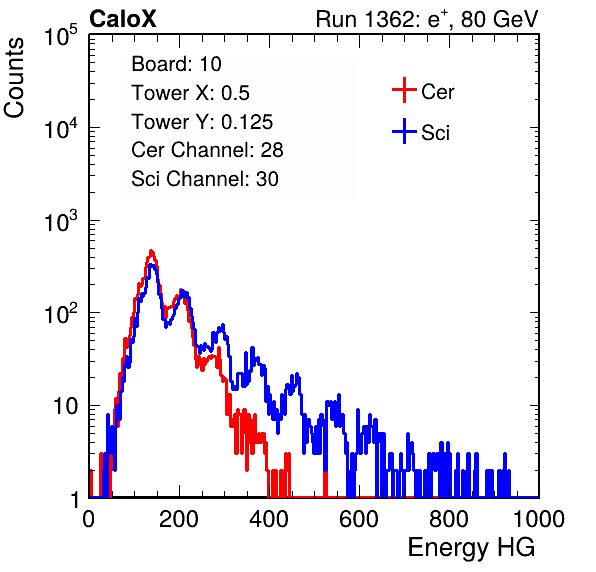 CaloX Run 1362: e⁺, 80 GeV
Counts
Board: 10
Tower X: 0.5
Tower Y: 0.125
Cer Channel: 28
Sci Channel: 30
Cer
Sci
10⁵
10⁴
10³
10²
10
1
0 200 400 600 800 1000
Energy HG